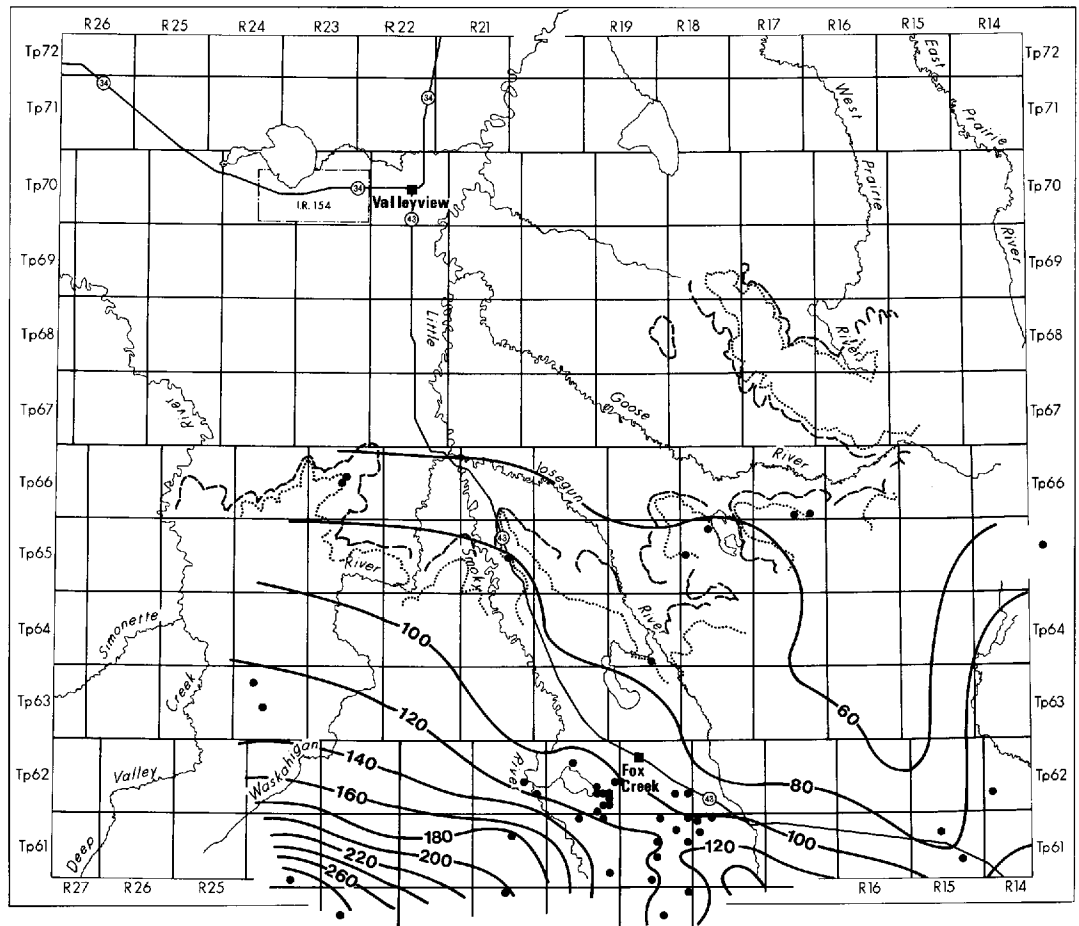 R26 R25 R24 R23 R22 R21 R19 R18 R17 R16 R15 R14
Tp72 Tp72
East
34
West
34
Tp71 Tp71
Prairie
Prairie
Tp70 34 Tp70
I.R. 154 Valleyview
43
River
Tp69 Tp69
Little
Tp68 River Tp68
Tp67 River Goose Tp67
River
Tp66 Iosegun Tp66
43
Tp65 River Smoky Tp65
Simonette
100
River
Tp64 Tp64
Creek
Tp63 120 60 Tp63
Waskahigan
Valley
Tp62 140 River Fox Creek 80 Tp62
160 43
Deep
Tp61 180 200 100 Tp61
220 120
260
R27 R26 R25 R16 R15 R14